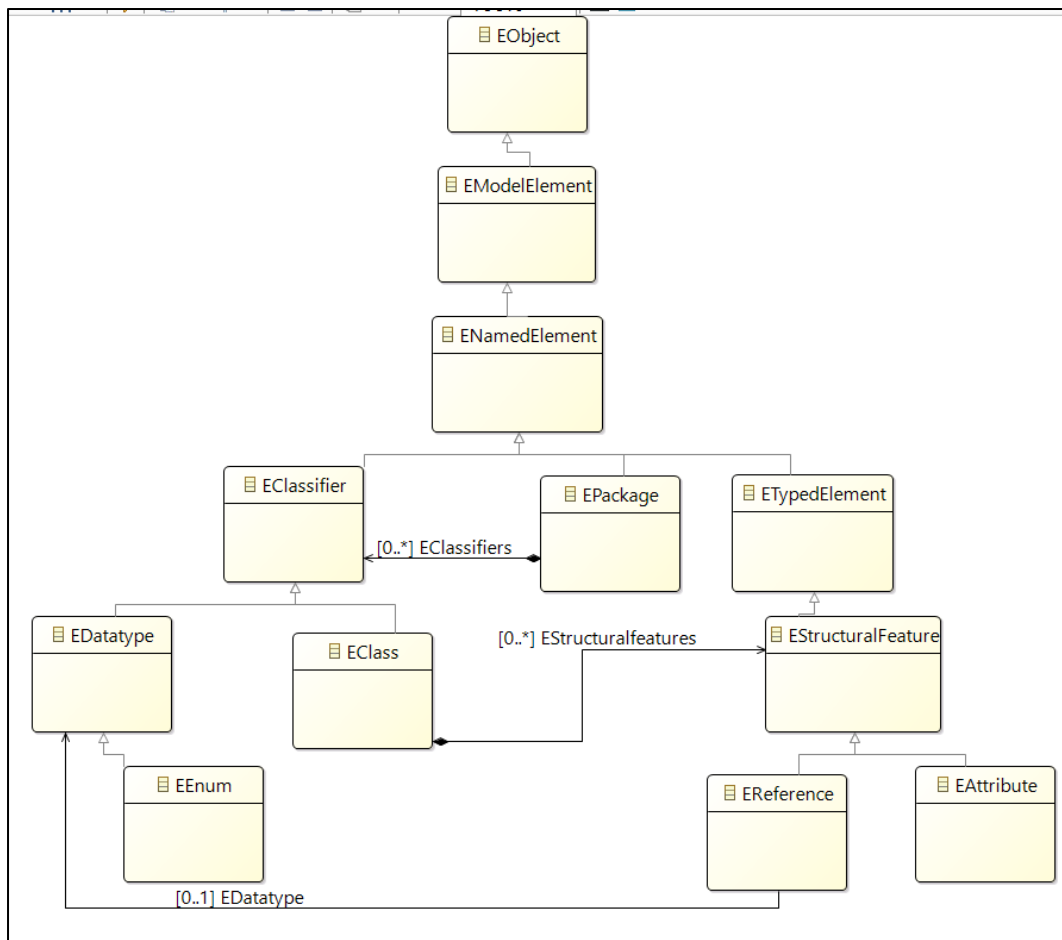 EObject
EModelElement
ENamedElement
EClassifier
EPackage
ETypedElement
[0..*] EClassifiers
EDatatype
EClass
[0..*] EStructuralfeatures
EStructuralFeature
EEnum
EReference
EAttribute
[0..1] EDatatype